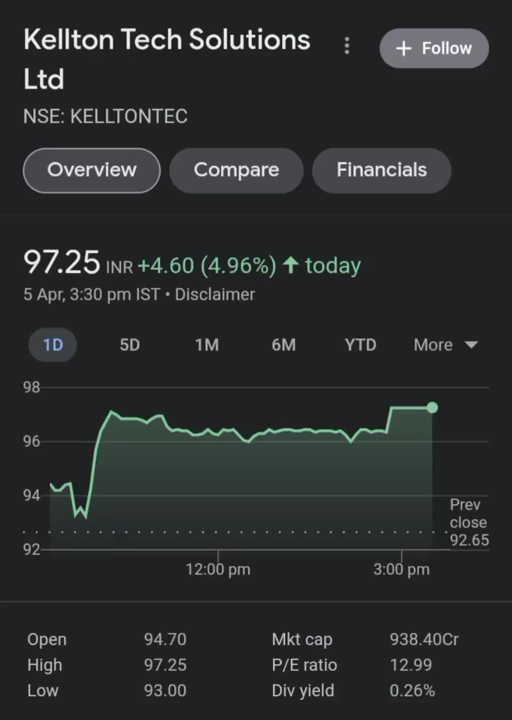 Kellton Tech Solutions
Ltd
+ Follow
NSE: KELLTONTEC
Overview
Compare
Financials
97.25 INR +4.60 (4.96%) ↑ today
5 Apr, 3:30 pm IST • Disclaimer
1D 5D 1M 6M YTD More
98
96
94
92
Prev
close
92.65
12:00 pm 3:00 pm
Open 94.70 Mkt cap 938.40Cr
High 97.25 P/E ratio 12.99
Low 93.00 Div yield 0.26%